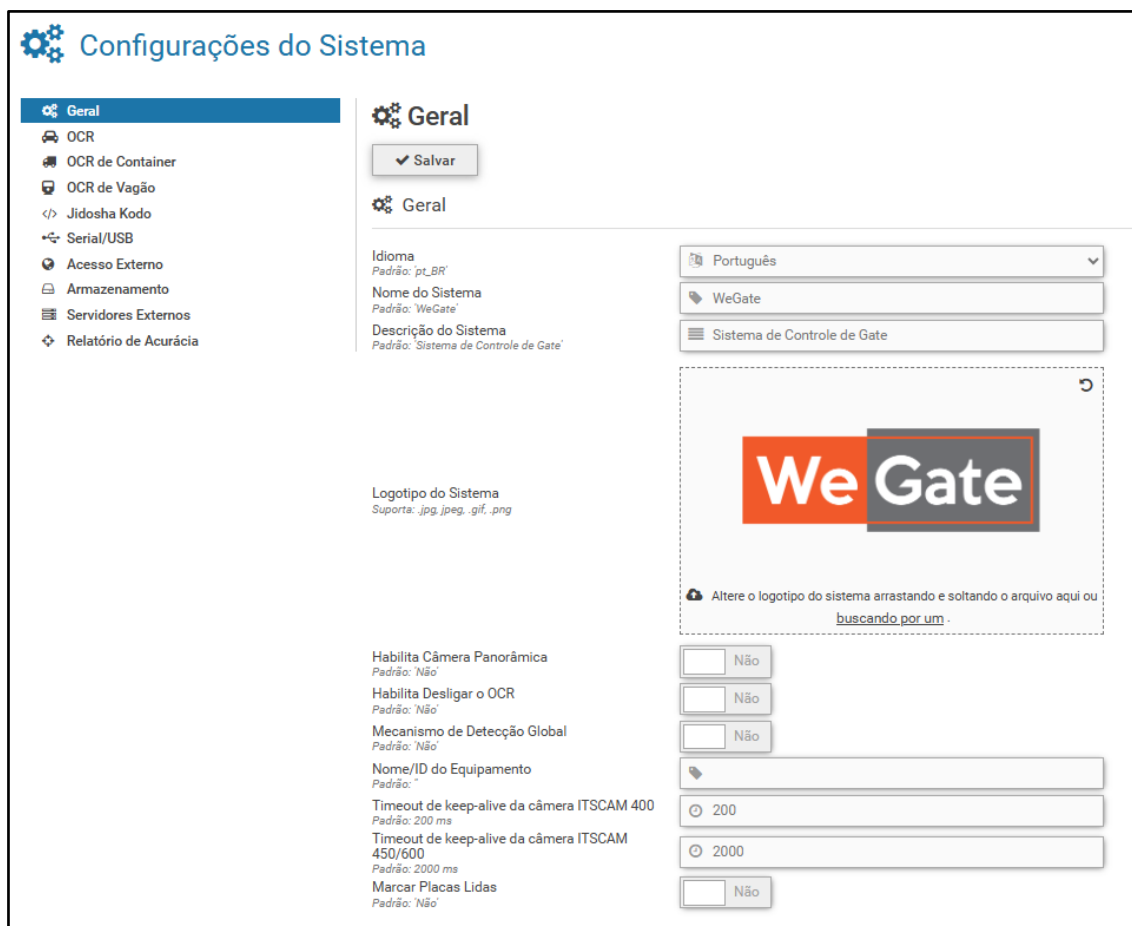 Configurações do Sistema
Geral
OCR
OCR de Container
OCR de Vagão
Jidosha Kodo
Serial/USB
Acesso Externo
Armazenamento
Servidores Externos
Relatório de Acurácia
Geral
Salvar
Geral
Idioma
Padrão: 'pt_BR'
Português
Nome do Sistema
Padrão: 'WeGate'
WeGate
Descrição do Sistema
Padrão: 'Sistema de Controle de Gate'
Sistema de Controle de Gate
Logotipo do Sistema
Suporta: .jpg, jpeg, .gif, .png
We Gate
Altere o logotipo do sistema arrastando e soltando o arquivo aqui ou
buscando por um .
Habilita Câmera Panorâmica
Padrão: 'Não'
Não
Habilita Desligar o OCR
Padrão: 'Não'
Não
Mecanismo de Detecção Global
Padrão: 'Não'
Não
Nome/ID do Equipamento
Padrão: ''
Timeout de keep-alive da câmera ITSCAM 400
Padrão: 200 ms
200
Timeout de keep-alive da câmera ITSCAM
450/600
Padrão: 2000 ms
2000
Marcar Placas Lidas
Padrão: 'Não'
Não